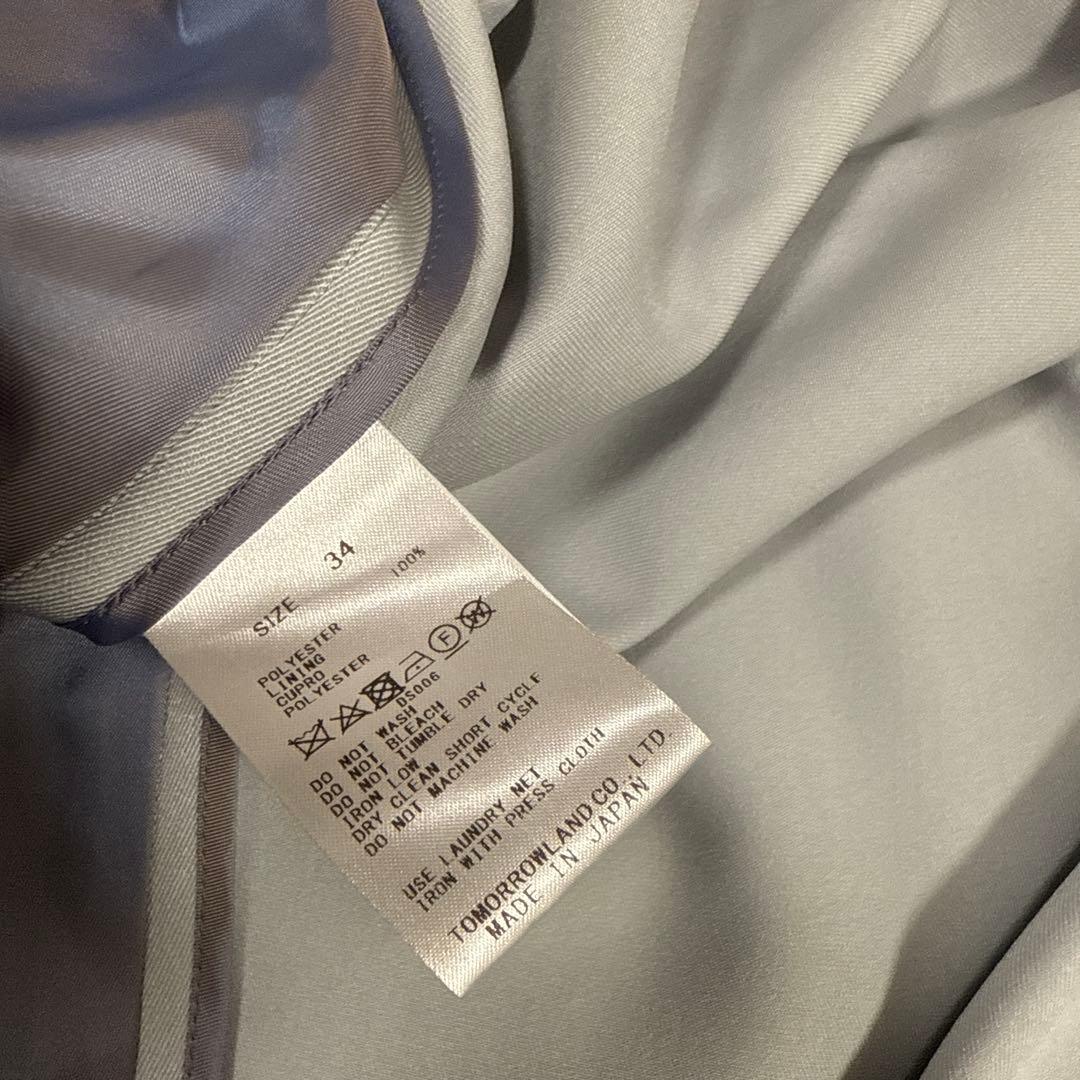 SIZE 34
POLYESTER 100%
LINING
CUPRO
POLYESTER
F W
DS006
DO NOT WASH
DO NOT BLEACH
DO NOT TUMBLE DRY
IRON LOW
DRY CLEAN SHORT CYCLE
DO NOT MACHINE WASH
USE LAUNDRY NET
IRON WITH PRESS CLOTH
TOMORROWLAND CO., LTD.
MADE IN JAPAN